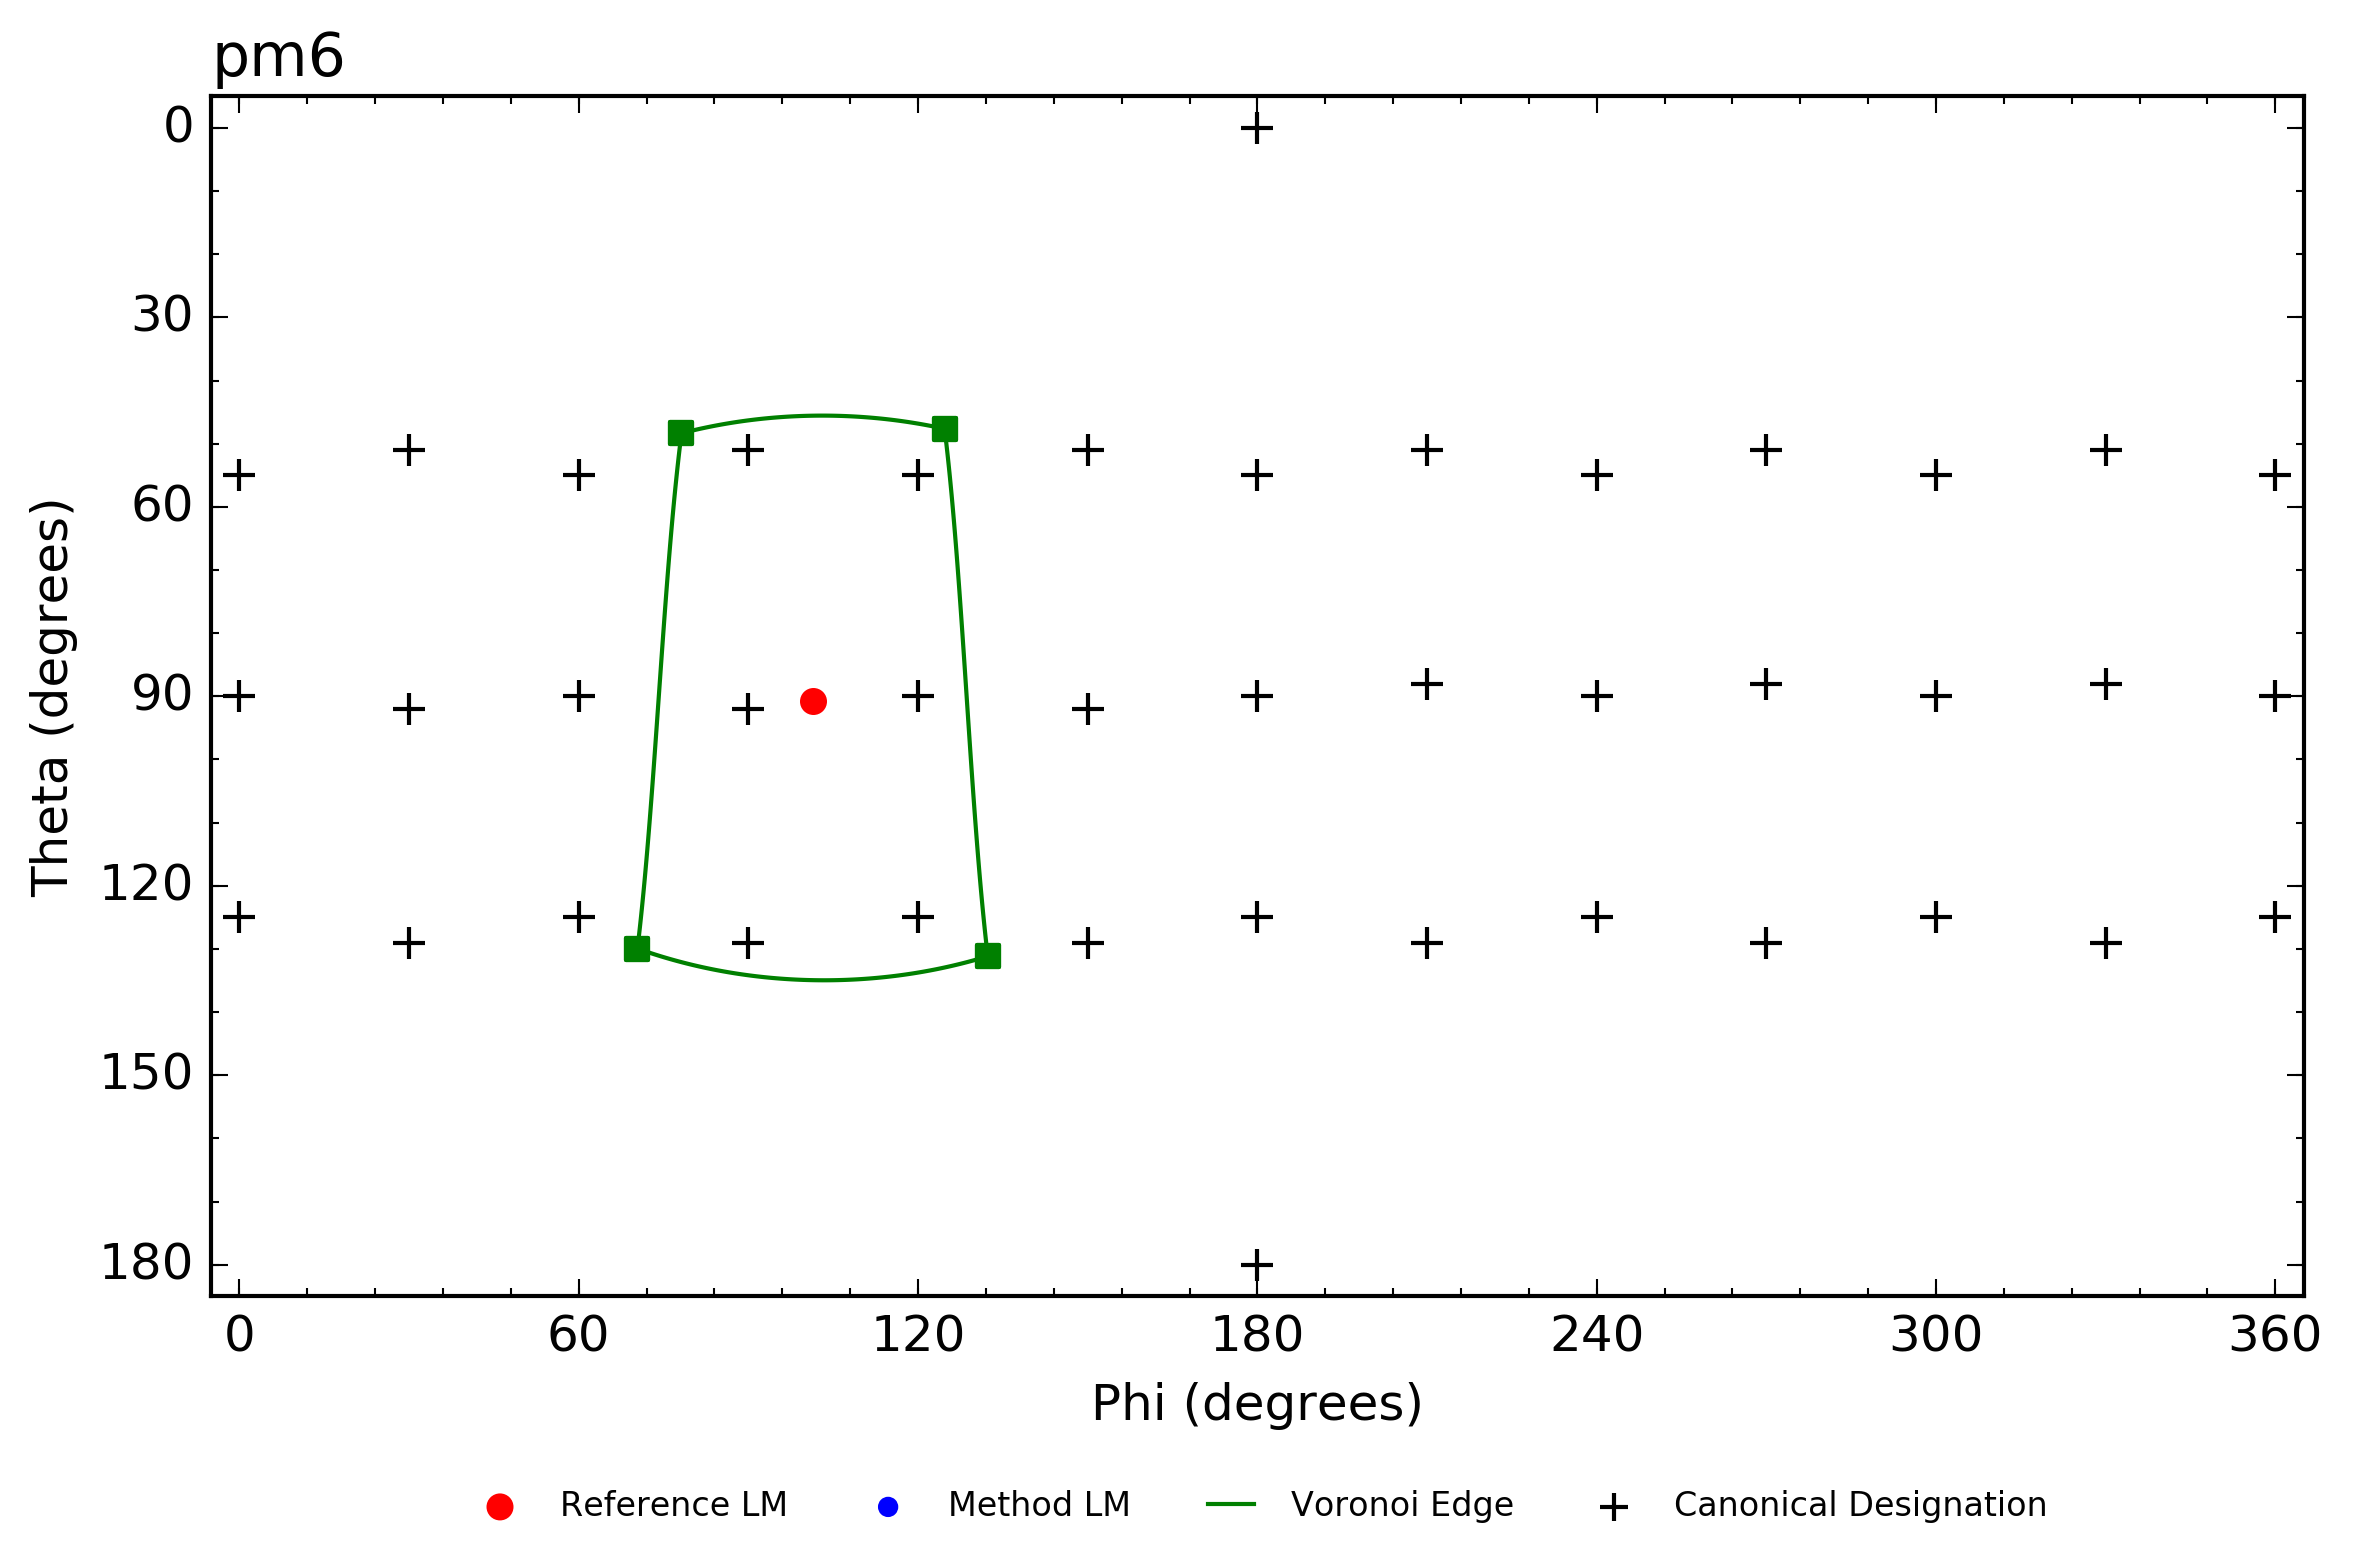 pm6
0
30
60
90
120
150
180
Theta (degrees)
0 60 120 180 240 300 360
Phi (degrees)
Reference LM Method LM Voronoi Edge Canonical Designation